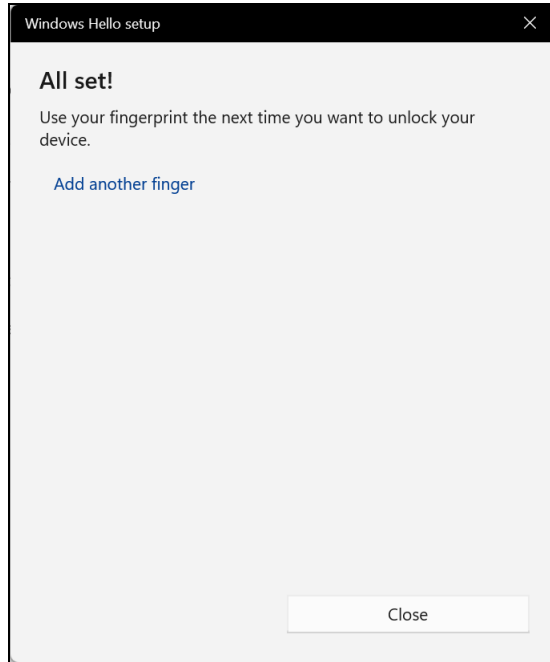 Windows Hello setup
All set!
Use your fingerprint the next time you want to unlock your
device.
Add another finger
Close